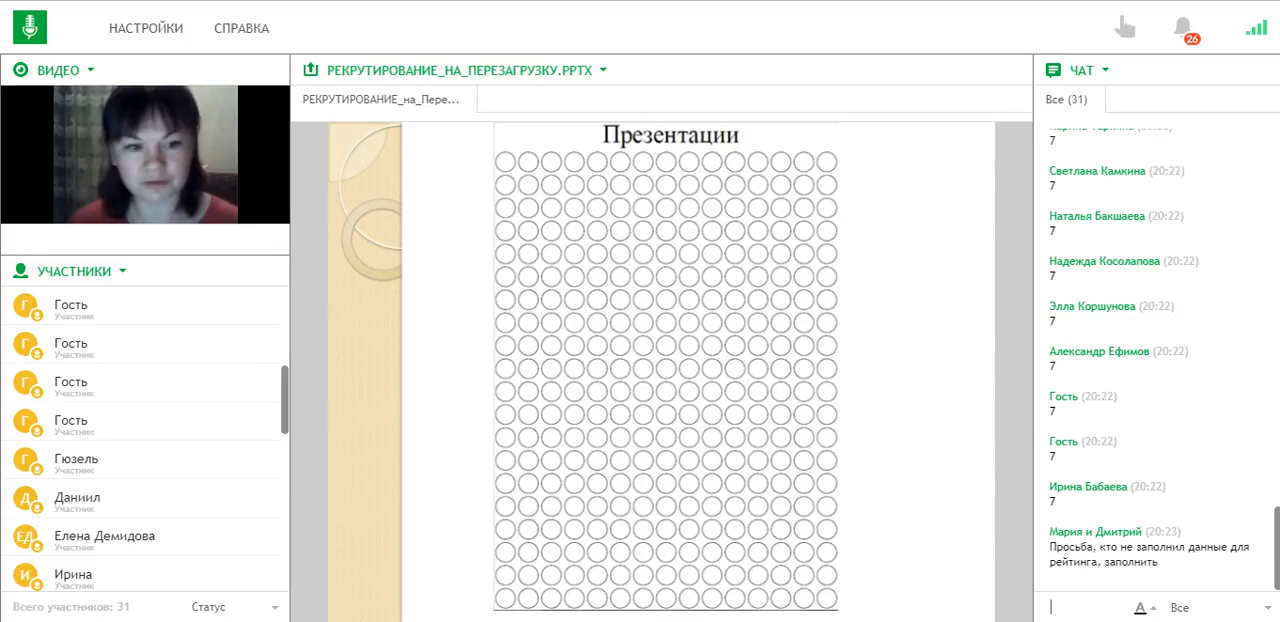 НАСТРОЙКИ
СПРАВКА
26
ВИДЕО
РЕКРУТИРОВАНИЕ_НА_ПЕРЕЗАГРУЗКУ.PPTX
ЧАТ
РЕКРУТИРОВАНИЕ_на_Пере...
Все (31)
Презентации
УЧАСТНИКИ
Г
Гость
Участник
Г
Гость
Участник
Г
Гость
Участник
Г
Гость
Участник
Г
Гюзель
Участник
Д
Даниил
Участник
ЕД
Елена Демидова
Участник
И
Ирина
Участник
Всего участников: 31
Статус
7
Светлана Камкина (20:22)
7
Наталья Бакшаева (20:22)
7
Надежда Косолапова (20:22)
7
Элла Коршунова (20:22)
7
Александр Ефимов (20:22)
7
Гость (20:22)
7
Гость (20:22)
7
Ирина Бабаева (20:22)
7
Мария и Дмитрий (20:23)
Просьба, кто не заполнил данные для
рейтинга, заполнить
A
Все